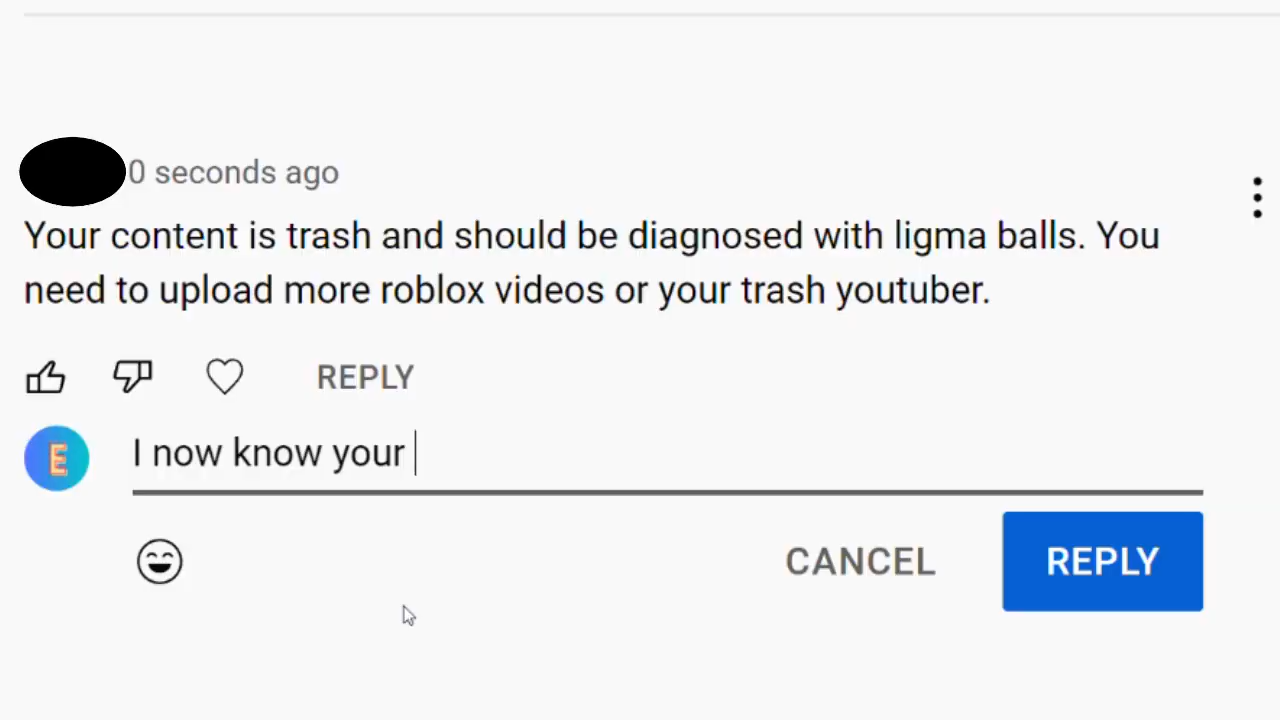 0 seconds ago
Your content is trash and should be diagnosed with ligma balls. You
need to upload more roblox videos or your trash youtuber.
REPLY
E
I now know your
CANCEL
REPLY